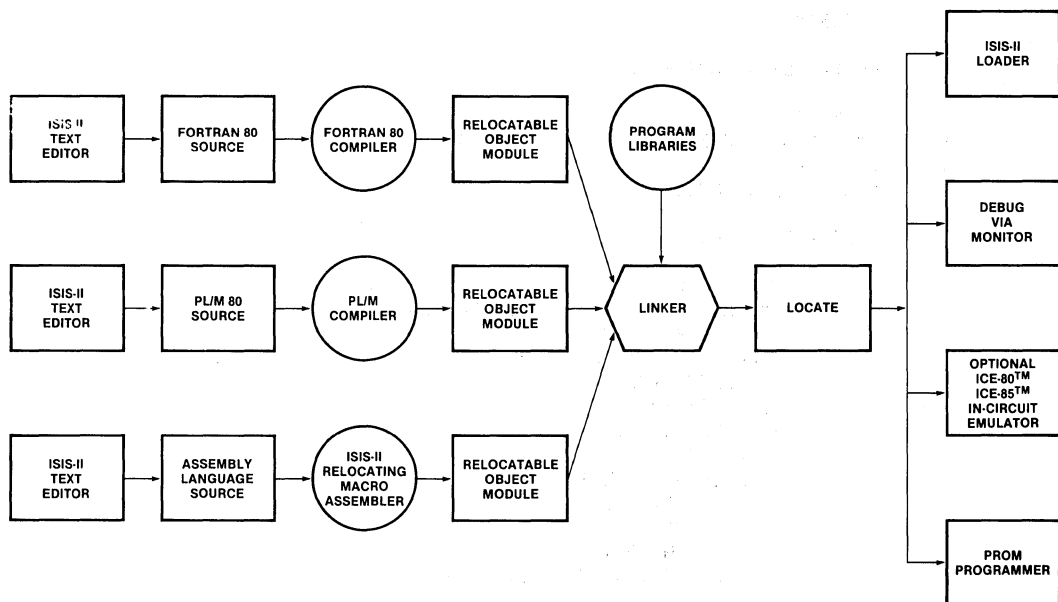 ISIS-II
LOADER
ISIS II
TEXT
EDITOR
FORTRAN 80
SOURCE
FORTRAN 80
COMPILER
RELOCATABLE
OBJECT
MODULE
PROGRAM
LIBRARIES
DEBUG
VIA
MONITOR
ISIS-II
TEXT
EDITOR
PL/M 80
SOURCE
PL/M
COMPILER
RELOCATABLE
OBJECT
MODULE
LINKER
LOCATE
OPTIONAL
ICE-80™
ICE-85™
IN-CIRCUIT
EMULATOR
ISIS-II
TEXT
EDITOR
ASSEMBLY
LANGUAGE
SOURCE
ISIS-II
RELOCATING
MACRO
ASSEMBLER
RELOCATABLE
OBJECT
MODULE
PROM
PROGRAMMER